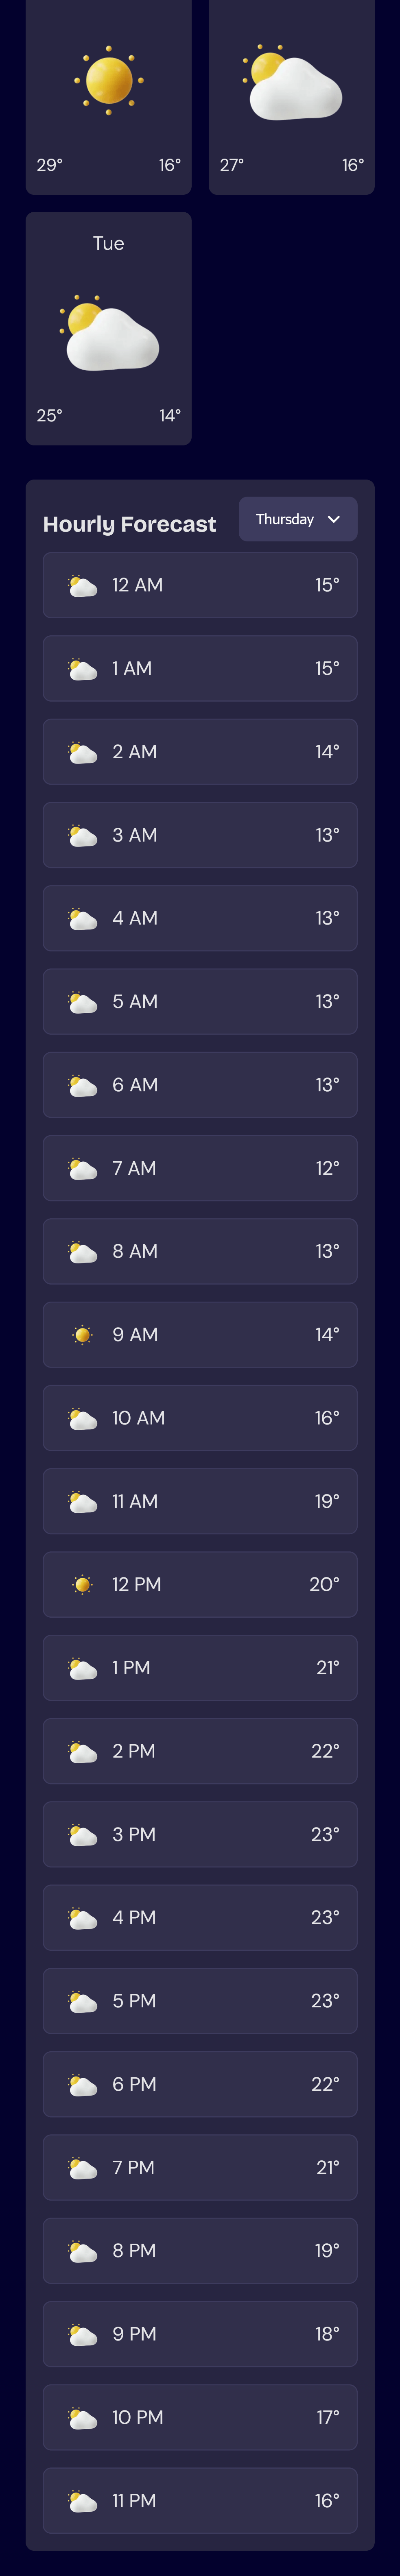 29° 16°
27° 16°
Tue
25° 14°
Hourly Forecast
Thursday
12 AM 15°
1 AM 15°
2 AM 14°
3 AM 13°
4 AM 13°
5 AM 13°
6 AM 13°
7 AM 12°
8 AM 13°
9 AM 14°
10 AM 16°
11 AM 19°
12 PM 20°
1 PM 21°
2 PM 22°
3 PM 23°
4 PM 23°
5 PM 23°
6 PM 22°
7 PM 21°
8 PM 19°
9 PM 18°
10 PM 17°
11 PM 16°